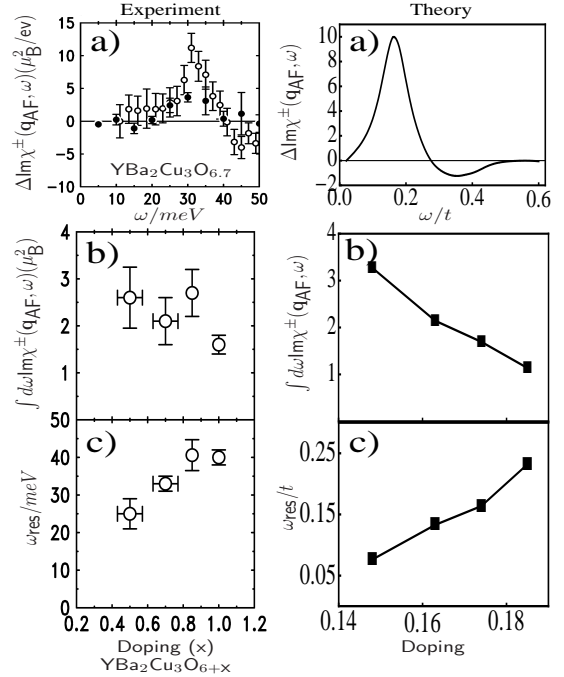 Experiment
Theory
a)
ΔImχ±(qAF, ω)(μ²B/ev)
15
10
5
0
−5
−10
YBa2Cu3O6.7
0 10 20 30 40 50
ω/meV
a)
ΔImχ±(qAF, ω)
10
8
6
4
2
0
−2
0.0 0.2 0.4 0.6
ω/t
b)
∫ dωImχ±(qAF, ω)(μ²B)
4
3
2
1
b)
∫ dωImχ±(qAF, ω)
4
3
2
1
c)
ωres/meV
50
40
30
20
10
0
0.2 0.4 0.6 0.8 1.0 1.2
Doping (x)
YBa2Cu3O6+x
c)
ωres/t
0.25
0.15
0.05
0.14 0.16 0.18
Doping